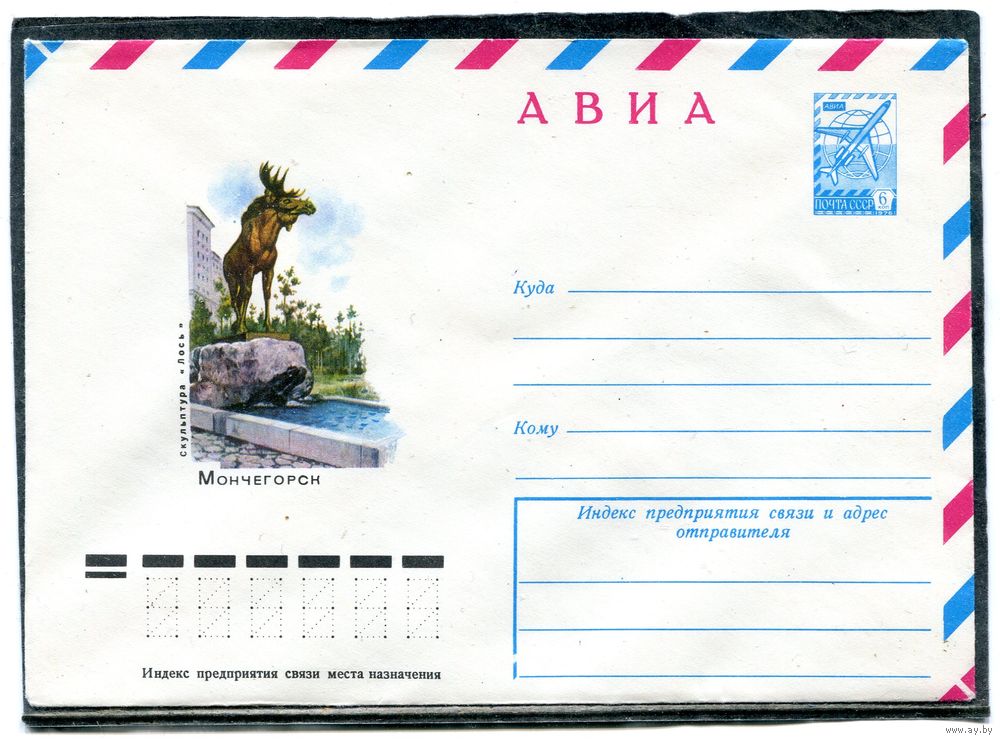 АВИА
АВИА
ПОЧТА СССР
6
КОП
1976
Куда
Кому
Скульптура «Лось»
Мончегорск
Индекс предприятия связи и адрес
отправителя
Индекс предприятия связи места назначения
www.ay.by